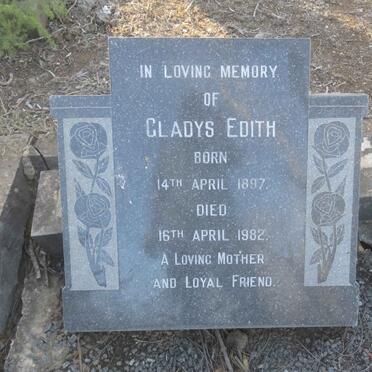 IN LOVING MEMORY
OF
GLADYS EDITH
BORN
14TH APRIL 1897.
DIED
16TH APRIL 1982.
A LOVING MOTHER
AND LOYAL FRIEND.